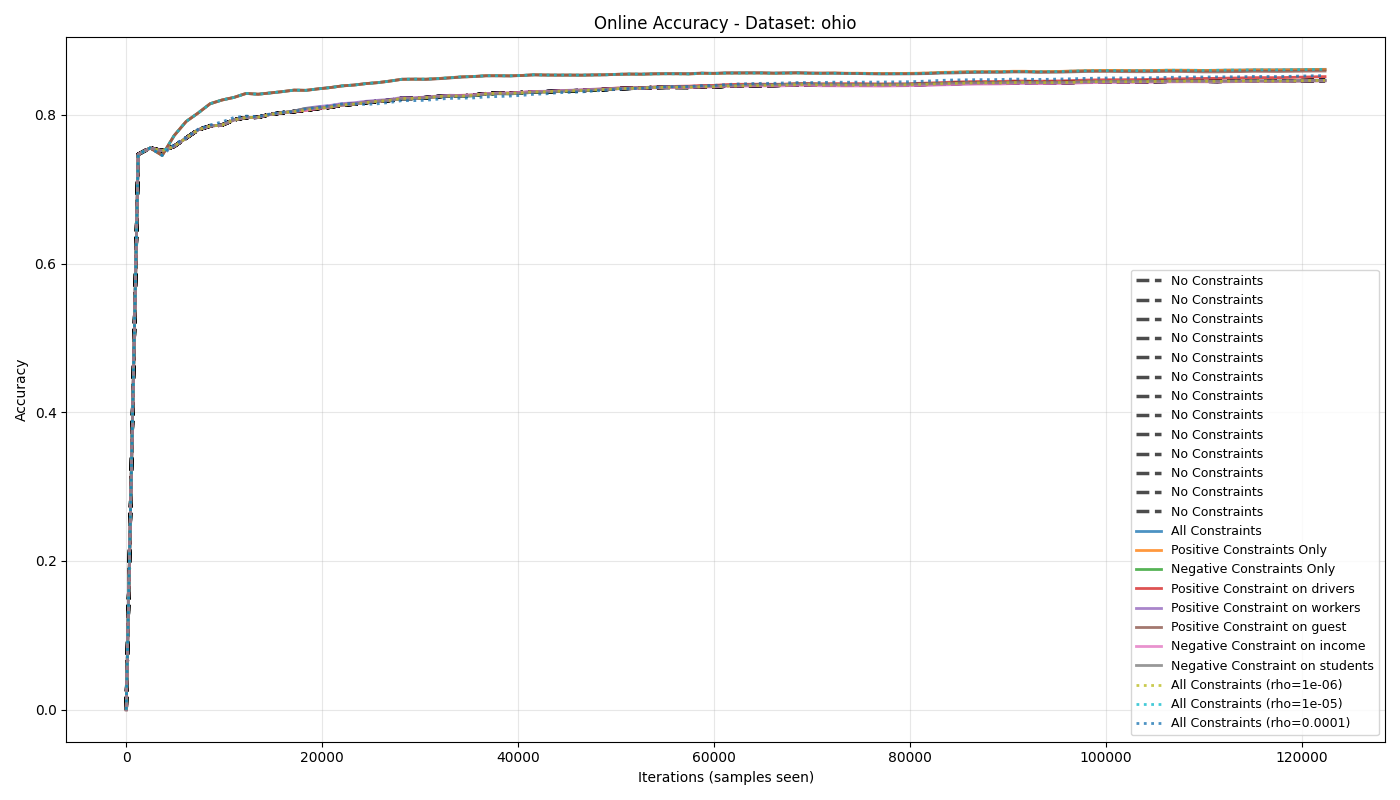 Online Accuracy - Dataset: ohio
Accuracy
0.8
0.6
0.4
0.2
0.0
No Constraints
No Constraints
No Constraints
No Constraints
No Constraints
No Constraints
No Constraints
No Constraints
No Constraints
No Constraints
No Constraints
No Constraints
No Constraints
All Constraints
Positive Constraints Only
Negative Constraints Only
Positive Constraint on drivers
Positive Constraint on workers
Positive Constraint on guest
Negative Constraint on income
Negative Constraint on students
All Constraints (rho=1e-06)
All Constraints (rho=1e-05)
All Constraints (rho=0.0001)
0 20000 40000 60000 80000 100000 120000
Iterations (samples seen)